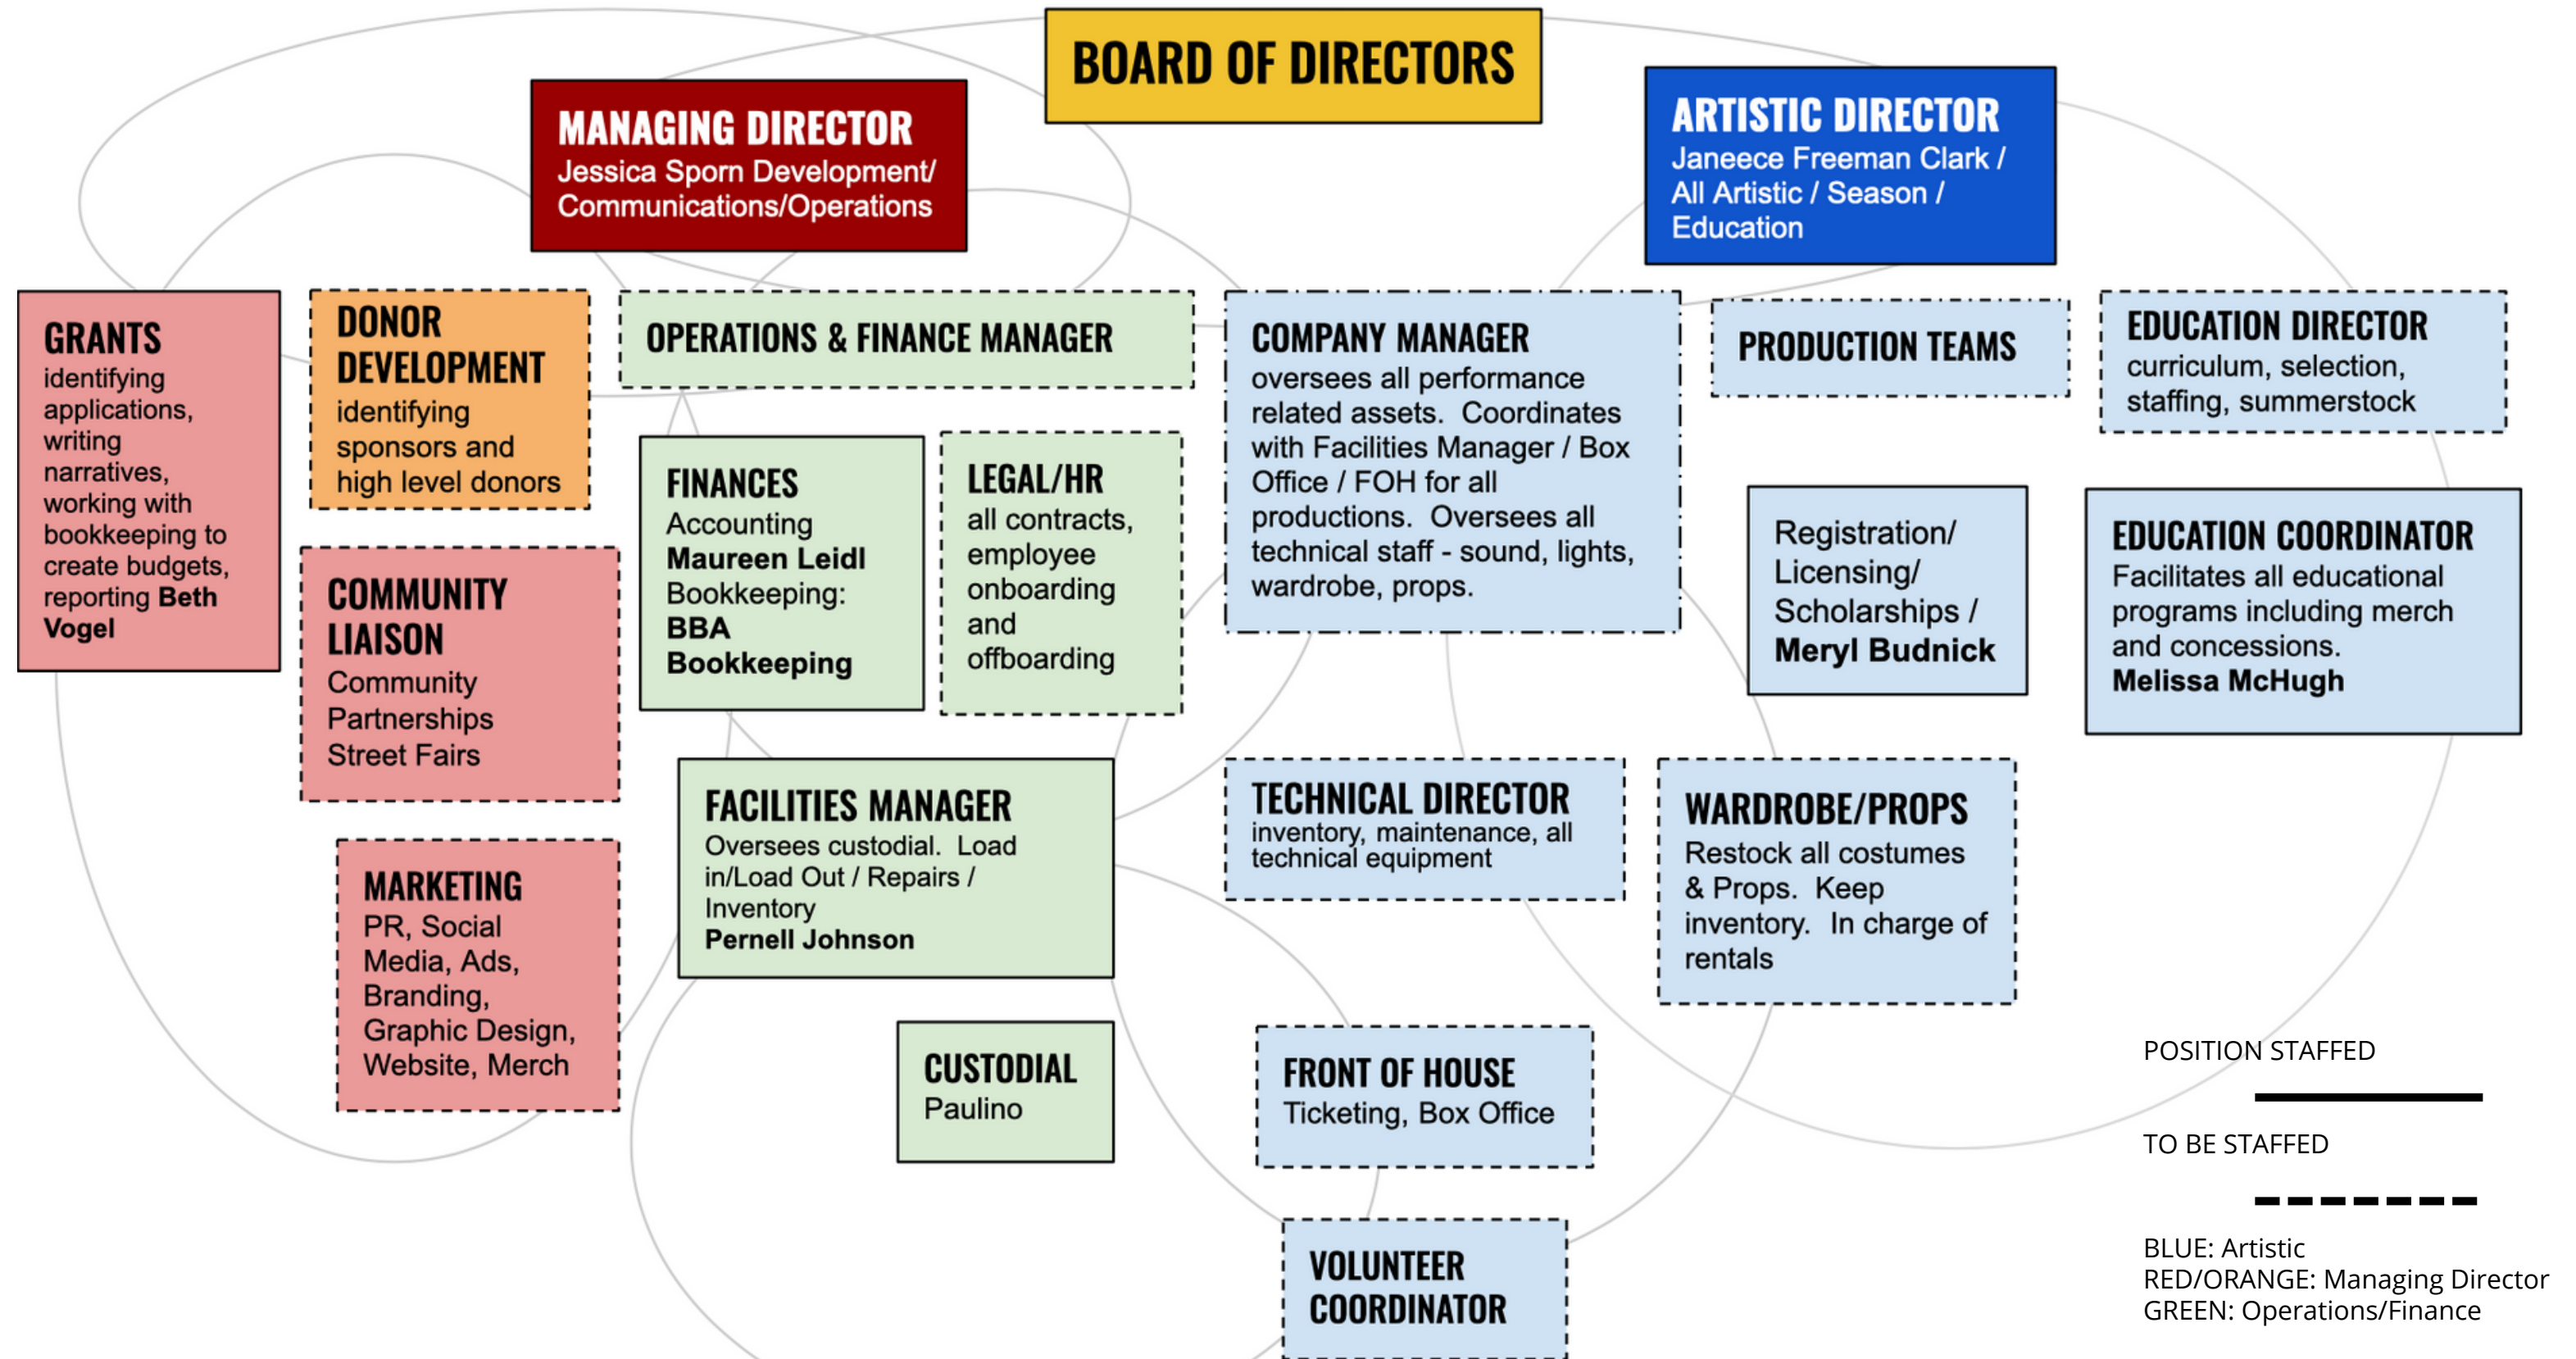 BOARD OF DIRECTORS
MANAGING DIRECTOR
Jessica Sporn Development/
Communications/Operations
ARTISTIC DIRECTOR
Janeece Freeman Clark /
All Artistic / Season /
Education
GRANTS
identifying
applications,
writing
narratives,
working with
bookkeeping to
create budgets,
reporting Beth
Vogel
DONOR
DEVELOPMENT
identifying
sponsors and
high level donors
OPERATIONS & FINANCE MANAGER
COMPANY MANAGER
oversees all performance
related assets.  Coordinates
with Facilities Manager / Box
Office / FOH for all
productions.  Oversees all
technical staff - sound, lights,
wardrobe, props.
PRODUCTION TEAMS
EDUCATION DIRECTOR
curriculum, selection,
staffing, summerstock
FINANCES
Accounting
Maureen Leidl
Bookkeeping:
BBA
Bookkeeping
LEGAL/HR
all contracts,
employee
onboarding
and
offboarding
Registration/
Licensing/
Scholarships /
Meryl Budnick
EDUCATION COORDINATOR
Facilitates all educational
programs including merch
and concessions.
Melissa McHugh
COMMUNITY
LIAISON
Community
Partnerships
Street Fairs
FACILITIES MANAGER
Oversees custodial.  Load
in/Load Out / Repairs /
Inventory
Pernell Johnson
TECHNICAL DIRECTOR
inventory, maintenance, all
technical equipment
WARDROBE/PROPS
Restock all costumes
& Props.  Keep
inventory.  In charge of
rentals
MARKETING
PR, Social
Media, Ads,
Branding,
Graphic Design,
Website, Merch
CUSTODIAL
Paulino
FRONT OF HOUSE
Ticketing, Box Office
VOLUNTEER
COORDINATOR
POSITION STAFFED
TO BE STAFFED
BLUE: Artistic
RED/ORANGE: Managing Director
GREEN: Operations/Finance